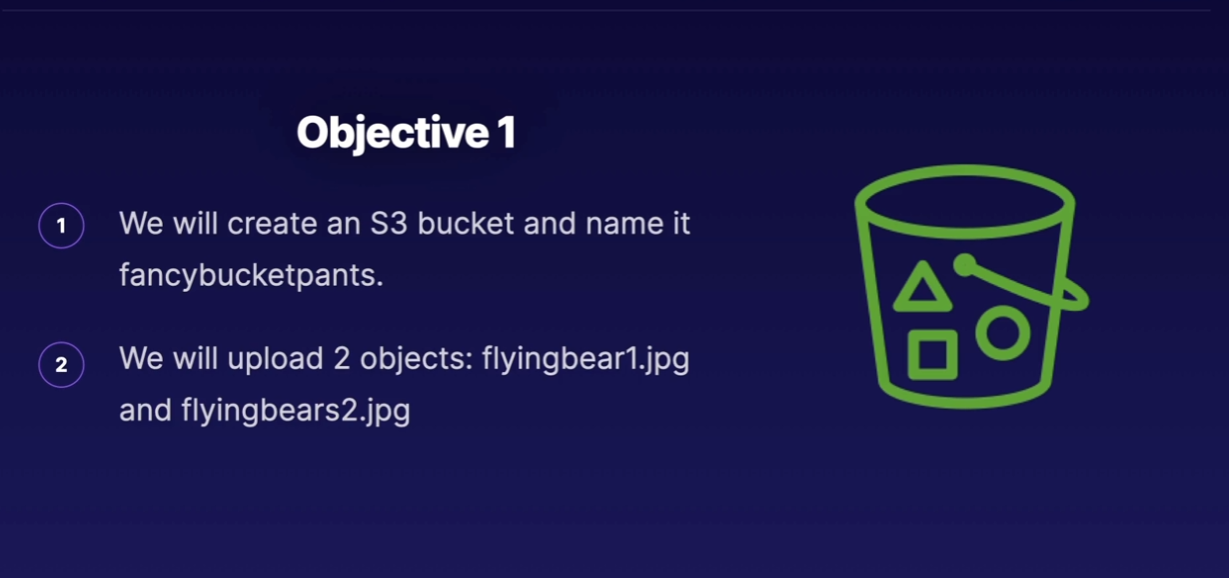 Objective 1
1
We will create an S3 bucket and name it
fancybucketpants.
2
We will upload 2 objects: flyingbear1.jpg
and flyingbears2.jpg